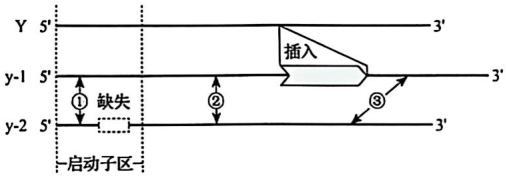 Y 5' 3'
插入
y-1 5' 3'
① 缺失 ② ③
y-2 5' 3'
启动子区